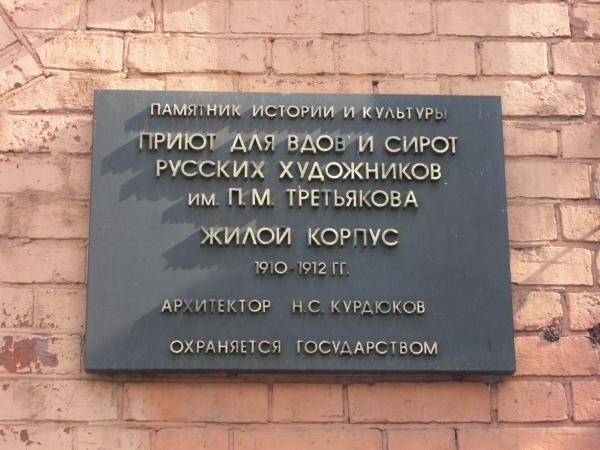 ПАМЯТНИК ИСТОРИИ И КУЛЬТУРЫ
ПРИЮТ ДЛЯ ВДОВ И СИРОТ
РУССКИХ ХУДОЖНИКОВ
ИМ. П.М. ТРЕТЬЯКОВА
ЖИЛОЙ КОРПУС
1910-1912 ГГ.
АРХИТЕКТОР Н.С. КУРДЮКОВ
ОХРАНЯЕТСЯ ГОСУДАРСТВОМ